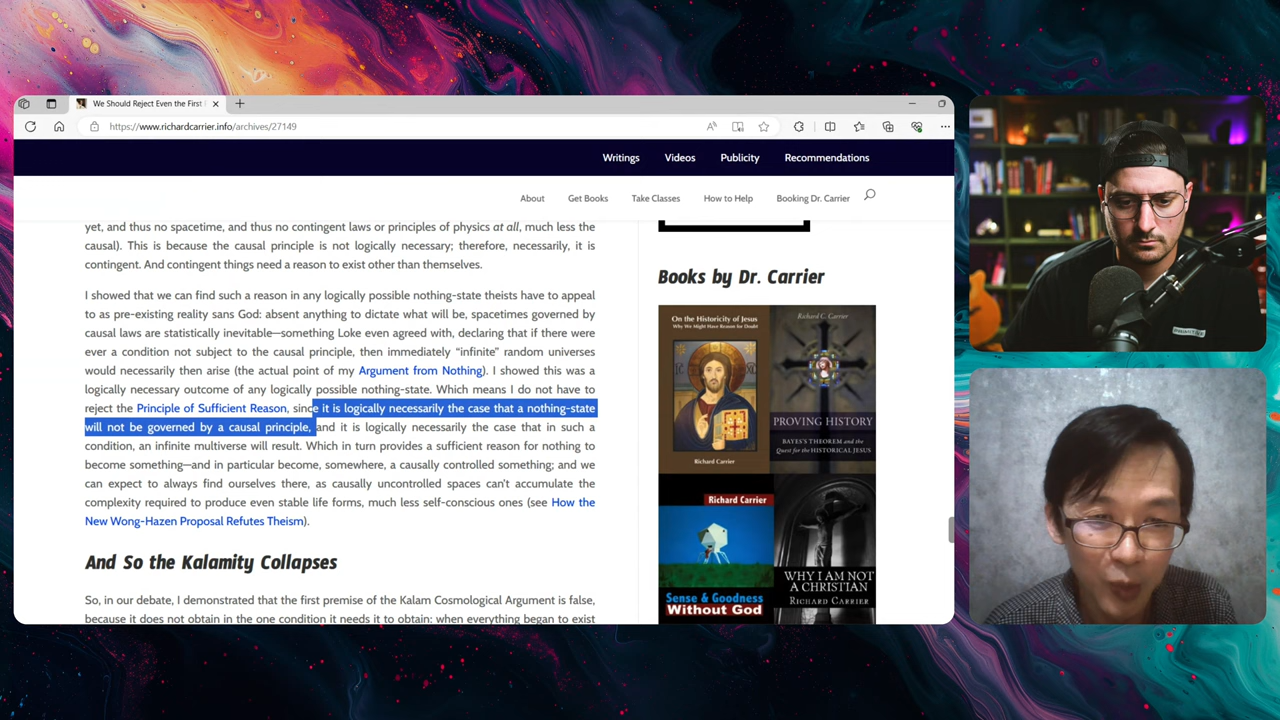 We Should Reject Even the First
https://www.richardcarrier.info/archives/27149
Writings Videos Publicity Recommendations
About Get Books Take Classes How to Help Booking Dr. Carrier
yet, and thus no spacetime, and thus no contingent laws or principles of physics at all, much less the
causal). This is because the causal principle is not logically necessary; therefore, necessarily, it is
contingent. And contingent things need a reason to exist other than themselves.
I showed that we can find such a reason in any logically possible nothing-state theists have to appeal
to as pre-existing reality sans God: absent anything to dictate what will be, spacetimes governed by
causal laws are statistically inevitable—something Loke even agreed with, declaring that if there were
ever a condition not subject to the causal principle, then immediately “infinite” random universes
would necessarily then arise (the actual point of my Argument from Nothing). I showed this was a
logically necessary outcome of any logically possible nothing-state. Which means I do not have to
reject the Principle of Sufficient Reason, since it is logically necessarily the case that a nothing-state
will not be governed by a causal principle, and it is logically necessarily the case that in such a
condition, an infinite multiverse will result. Which in turn provides a sufficient reason for nothing to
become something—and in particular become, somewhere, a causally controlled something; and we
can expect to always find ourselves there, as causally uncontrolled spaces can’t accumulate the
complexity required to produce even stable life forms, much less self-conscious ones (see How the
New Wong-Hazen Proposal Refutes Theism).
And So the Kalamity Collapses
So, in our debate, I demonstrated that the first premise of the Kalam Cosmological Argument is false,
because it does not obtain in the one condition it needs it to obtain: when everything began to exist
Books by Dr. Carrier
On the Historicity of Jesus
Why We Might Have Reason for Doubt
Richard Carrier
Richard C. Carrier
PROVING HISTORY
BAYES'S THEOREM and the
QUEST for the HISTORICAL JESUS
Richard Carrier
Sense & Goodness
Without God
WHY I AM NOT
A CHRISTIAN
RICHARD CARRIER